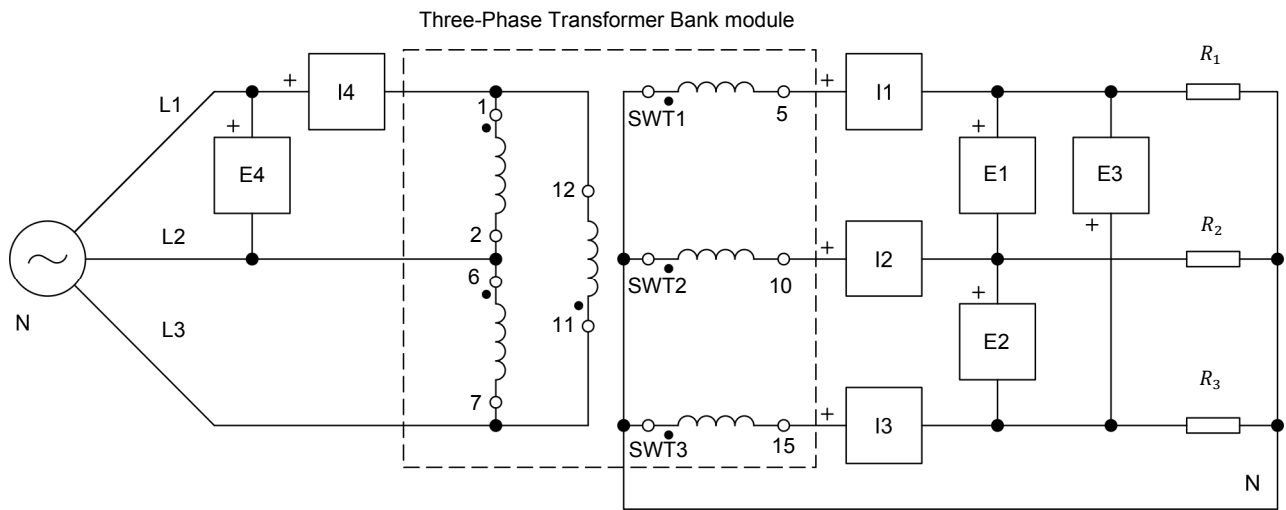 Three-Phase Transformer Bank module
+ I4
L1
1
SWT1 5
+ I1
R₁
+ E4
+ E1
E3 +
12
L2
2
6
SWT2 10
+ I2
R₂
N
L3
11
+ E2
7
SWT3 15
+ I3
R₃
N